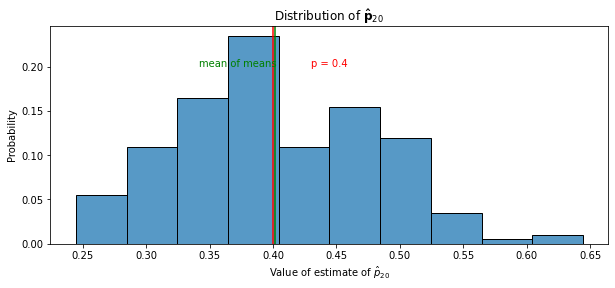 Distribution of p̂₂₀
mean of means
p = 0.4
Probability
0.20
0.15
0.10
0.05
0.00
0.25 0.30 0.35 0.40 0.45 0.50 0.55 0.60 0.65
Value of estimate of p̂₂₀